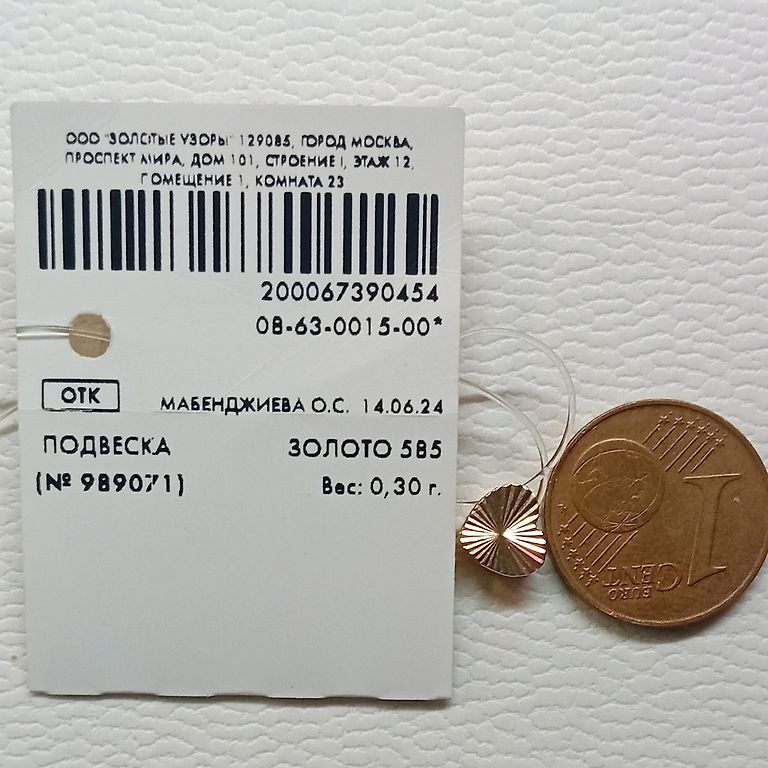 ООО "ЗОЛОТЫЕ УЗОРЫ" 129085, ГОРОД МОСКВА,
ПРОСПЕКТ МИРА, ДОМ 101, СТРОЕНИЕ I, ЭТАЖ 12,
ПОМЕЩЕНИЕ 1, КОМНАТА 23
200067390454
08-63-0015-00*
ОТК
МАБЕНДЖИЕВА О.С. 14.06.24
ПОДВЕСКА ЗОЛОТО 585
(№ 989071) Вес: 0,30 г.
1
EURO
CENT